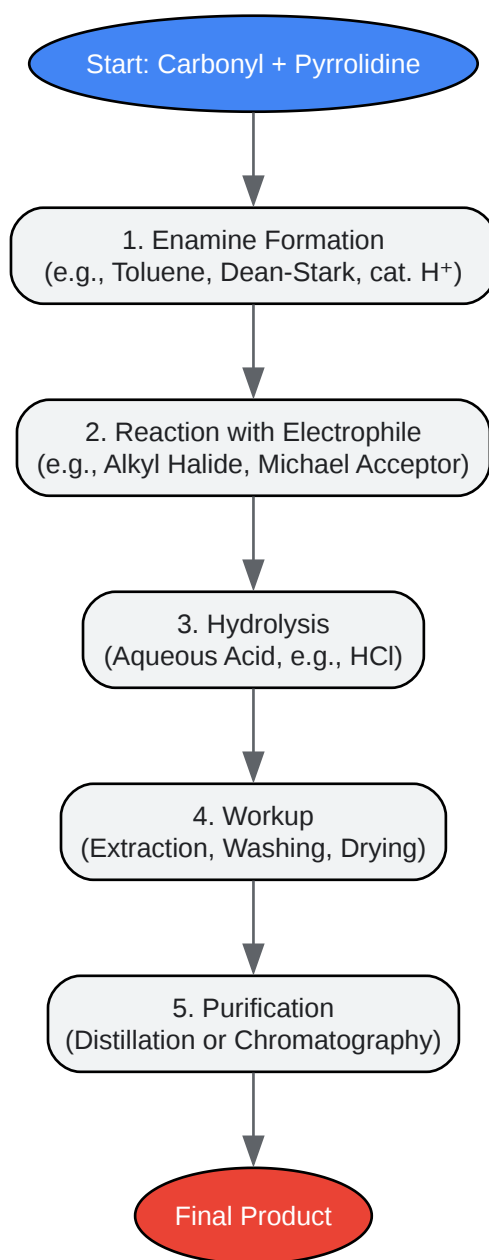 Start: Carbonyl + Pyrrolidine
1. Enamine Formation
(e.g., Toluene, Dean-Stark, cat. H⁺)
2. Reaction with Electrophile
(e.g., Alkyl Halide, Michael Acceptor)
3. Hydrolysis
(Aqueous Acid, e.g., HCl)
4. Workup
(Extraction, Washing, Drying)
5. Purification
(Distillation or Chromatography)
Final Product